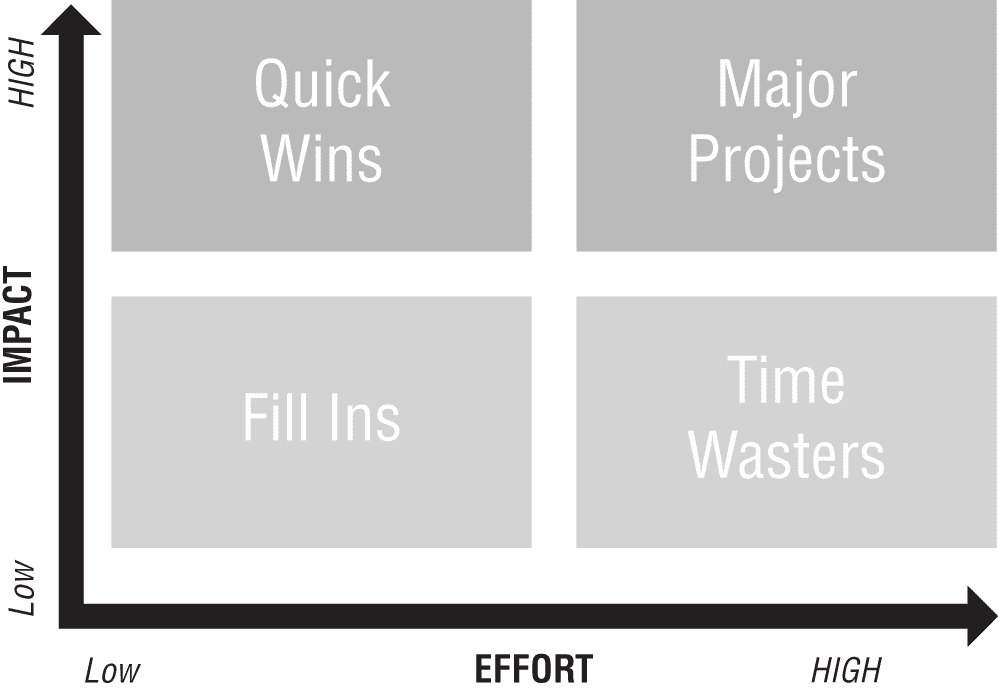 HIGH
Quick
Wins
Major
Projects
IMPACT
Fill Ins
Time
Wasters
Low
Low
EFFORT
HIGH